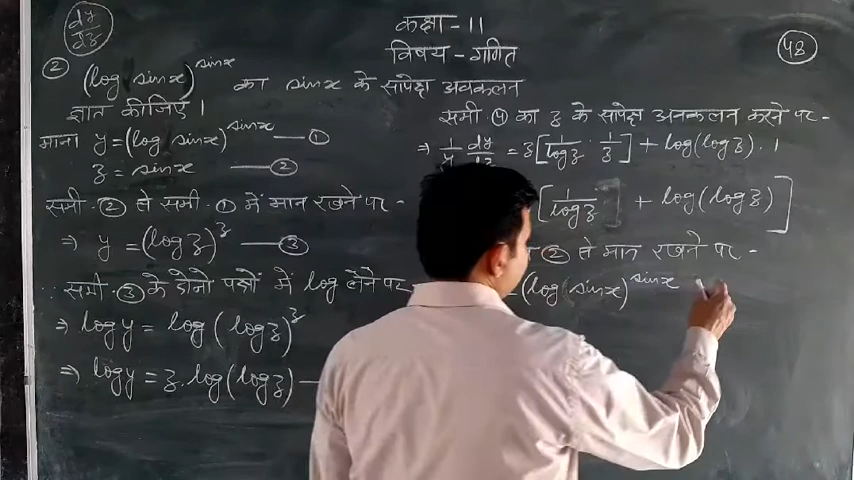 dy/dz
कक्षा - 11
विषय - गणित
48
② (log sinx)^sinx का sinx के सापेक्ष अवकलन
ज्ञात कीजिए।
माना y = (log sinx)^sinx — ①
z = sinx — ②
समी. ② से समी. ① में मान रखने पर -
⇒ y = (log z)^z — ③
∵ समी. ③ के दोनो पक्षों में log लेने पर
⇒ log y = log (log z)^z
⇒ log y = z. log (log z) —
समी. ④ का z के सापेक्ष अवकलन करने पर -
⇒ 1/y dy/dz = z [1/log z · 1/z] + log (log z) . 1
[1/log z + log (log z)]
② से मान रखने पर -
(log sinx)^sinx